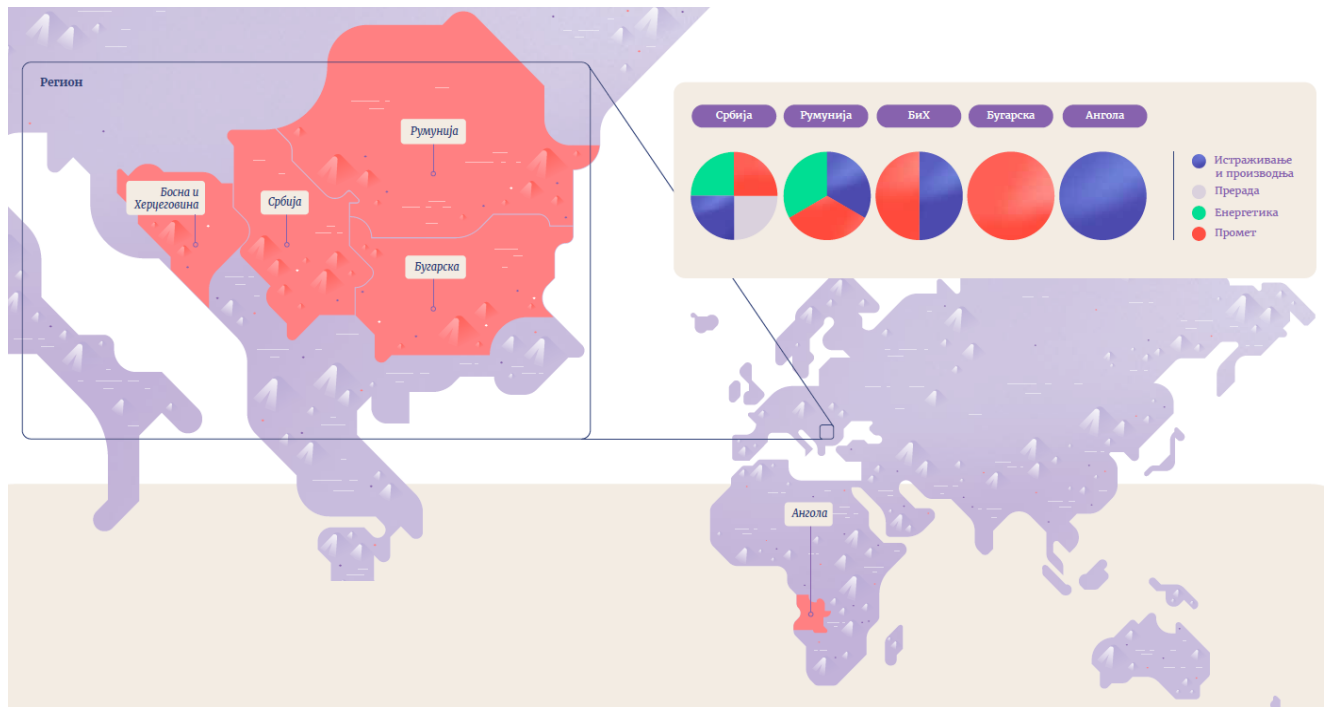 Регион
Румунија
Босна и
Херцеговина
Србија
Бугарска
Србија
Румунија
БиХ
Бугарска
Ангола
Истраживање
и производња
Прерада
Енергетика
Промет
Ангола